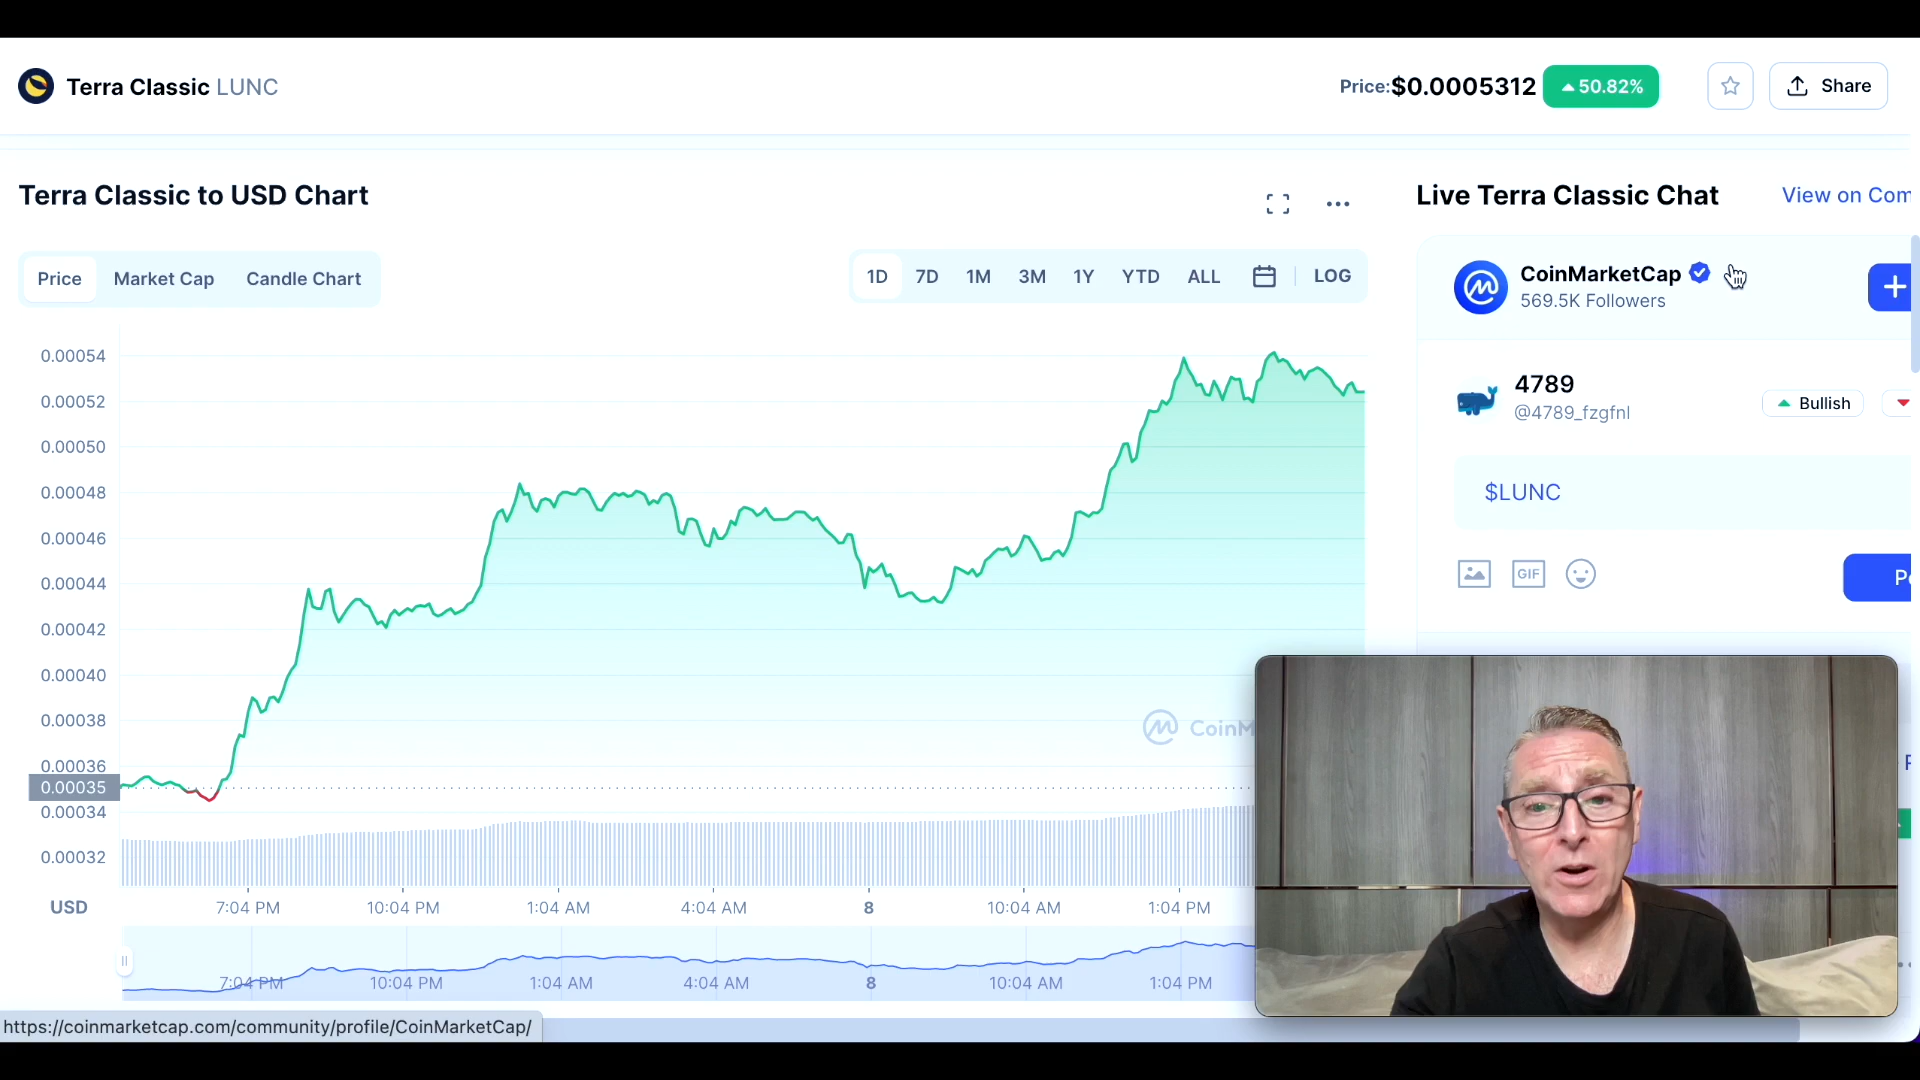 Terra Classic LUNC
Price:$0.0005312
50.82%
Share
Terra Classic to USD Chart
Live Terra Classic Chat
View on Com
Price
Market Cap
Candle Chart
1D
7D
1M
3M
1Y
YTD
ALL
LOG
CoinMarketCap
569.5K Followers
4789
@4789_fzgfnl
Bullish
$LUNC
GIF
0.00054
0.00052
0.00050
0.00048
0.00046
0.00044
0.00042
0.00040
0.00038
0.00036
0.00035
0.00034
0.00032
CoinM
USD
7:04 PM
10:04 PM
1:04 AM
4:04 AM
8
10:04 AM
1:04 PM
7:04 PM
10:04 PM
1:04 AM
4:04 AM
8
10:04 AM
1:04 PM
https://coinmarketcap.com/community/profile/CoinMarketCap/